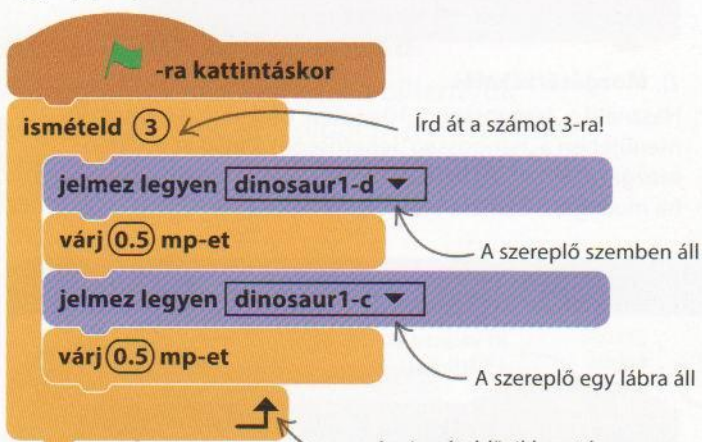 -ra kattintáskor
ismételd 3
Írd át a számot 3-ra!
jelmez legyen dinosaur1-d
várj 0.5 mp-et
A szereplő szemben áll
jelmez legyen dinosaur1-c
várj 0.5 mp-et
A szereplő egy lábra áll